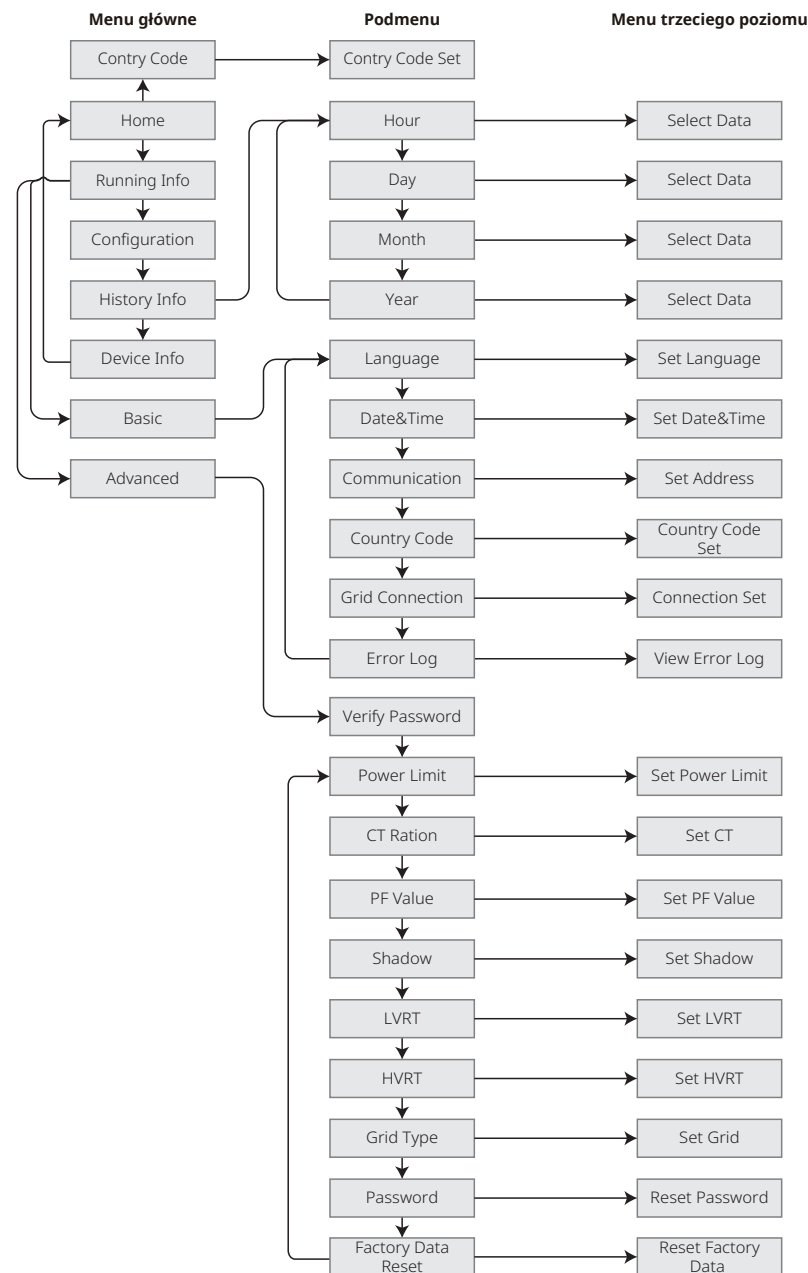 Menu główne Podmenu Menu trzeciego poziomu
Contry Code Contry Code Set
Home Hour Select Data
Running Info Day Select Data
Configuration Month Select Data
History Info Year Select Data
Device Info Language Set Language
Basic Date&Time Set Date&Time
Advanced Communication Set Address
Country Code Country Code
Set
Grid Connection Connection Set
Error Log View Error Log
Verify Password
Power Limit Set Power Limit
CT Ration Set CT
PF Value Set PF Value
Shadow Set Shadow
LVRT Set LVRT
HVRT Set HVRT
Grid Type Set Grid
Password Reset Password
Factory Data
Reset
Reset Factory
Data